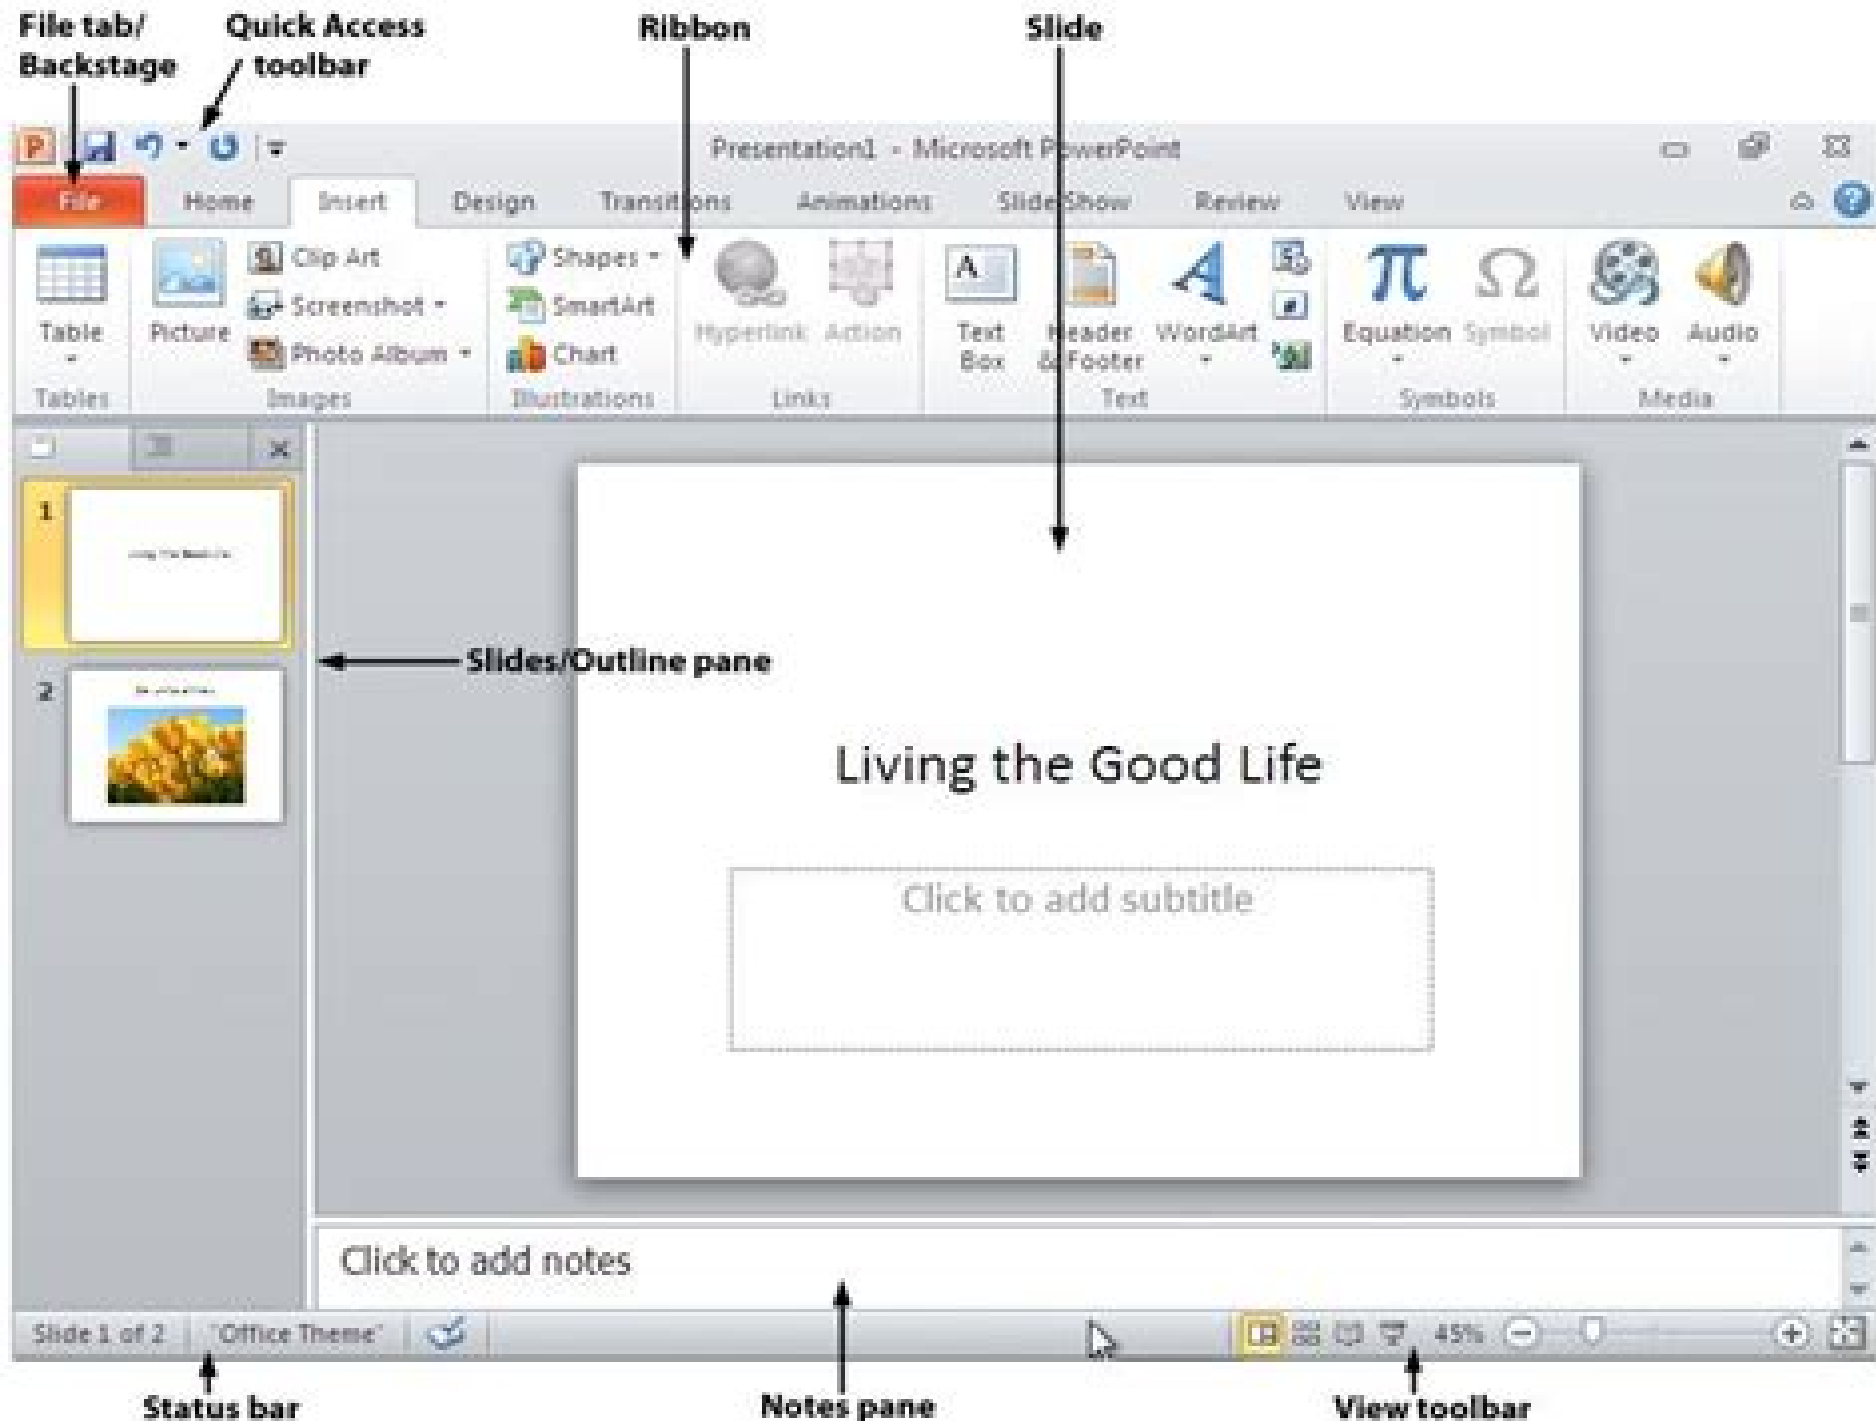 File tab/ Quick Access Ribbon Slide
Backstage toolbar
Presentation1 - Microsoft PowerPoint
File Home Insert Design Transitions Animations Slide Show Review View
Clip Art Shapes
Screenshot SmartArt
Table Picture Hyperlink Action Text Header WordArt Equation Symbol Video Audio
Photo Album Chart Box & Footer
Tables Images Illustrations Links Text Symbols Media
1
2
Slides/Outline pane
Living the Good Life
Click to add subtitle
Click to add notes
Slide 1 of 2 "Office Theme" 45%
Status bar Notes pane View toolbar